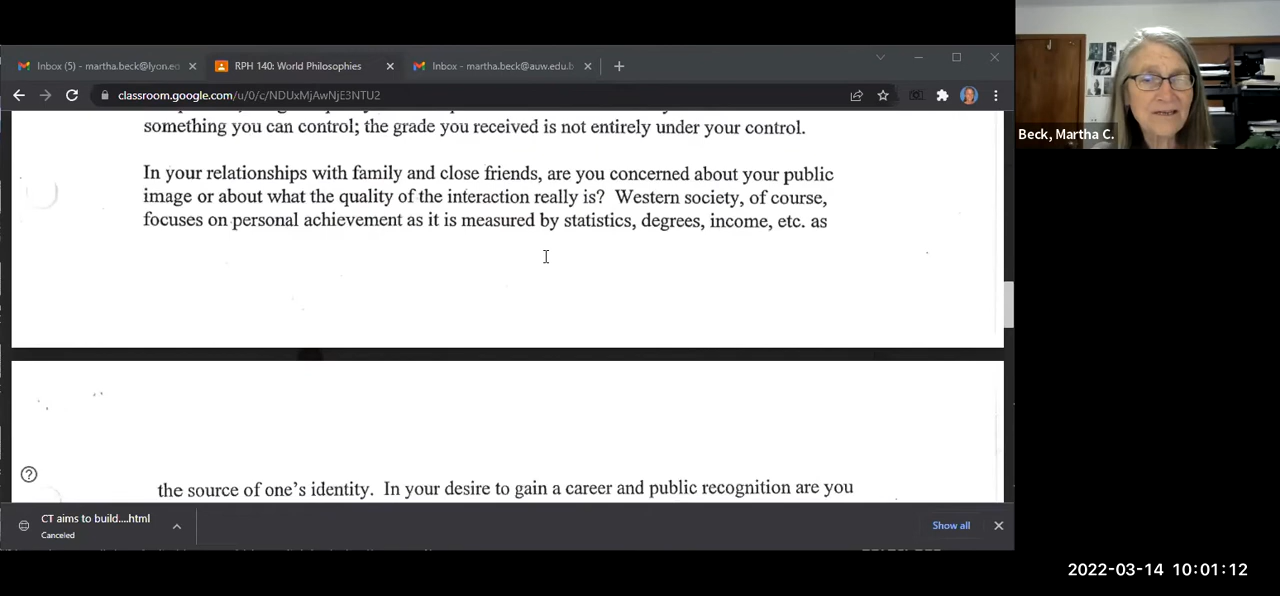 Inbox (5) - martha.beck@lyon.ec
RPH 140: World Philosophies
Inbox - martha.beck@auw.edu.b
classroom.google.com/u/0/c/NDUxMjAwNjE3NTU2
something you can control; the grade you received is not entirely under your control.
In your relationships with family and close friends, are you concerned about your public
image or about what the quality of the interaction really is? Western society, of course,
focuses on personal achievement as it is measured by statistics, degrees, income, etc. as
the source of one's identity. In your desire to gain a career and public recognition are you
CT aims to build....html
Canceled
Show all
Beck, Martha C.
2022-03-14 10:01:12